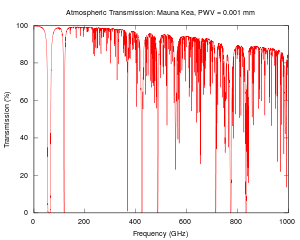 Atmospheric Transmission: Mauna Kea, PWV = 0.001 mm
Transmission (%)
100
80
60
40
20
0
0 200 400 600 800 1000
Frequency (GHz)